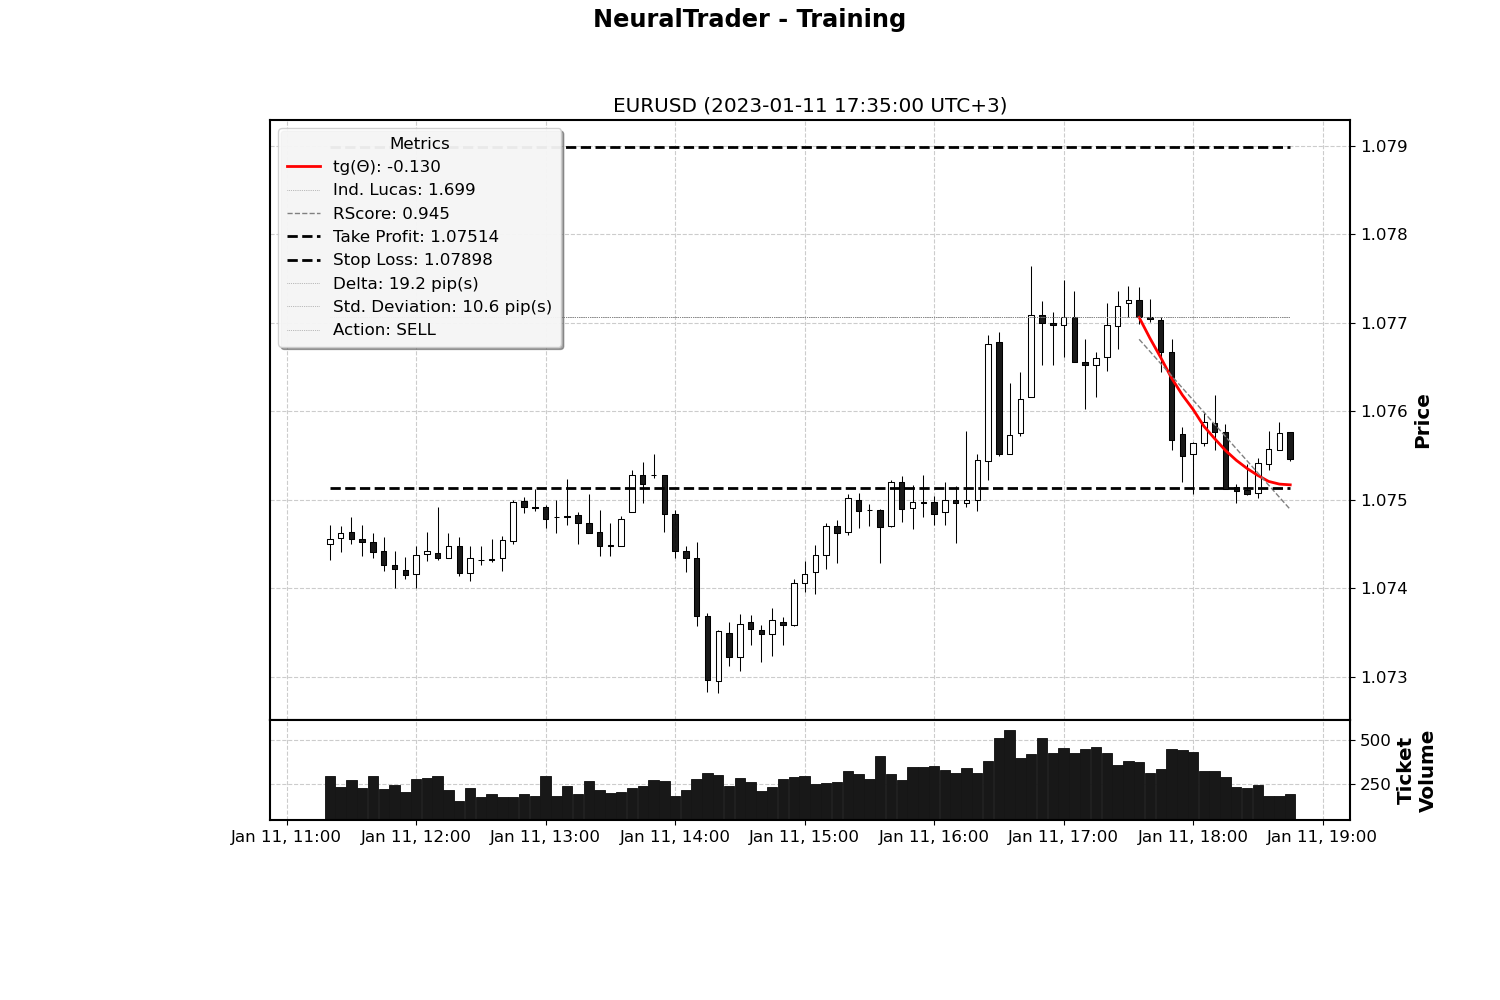 NeuralTrader - Training
EURUSD (2023-01-11 17:35:00 UTC+3)
Metrics
tg(Θ): -0.130
Ind. Lucas: 1.699
RScore: 0.945
Take Profit: 1.07514
Stop Loss: 1.07898
Delta: 19.2 pip(s)
Std. Deviation: 10.6 pip(s)
Action: SELL
1.079
1.078
1.077
1.076
1.075
1.074
1.073
Price
500
250
Ticket
Volume
Jan 11, 11:00 Jan 11, 12:00 Jan 11, 13:00 Jan 11, 14:00 Jan 11, 15:00 Jan 11, 16:00 Jan 11, 17:00 Jan 11, 18:00 Jan 11, 19:00